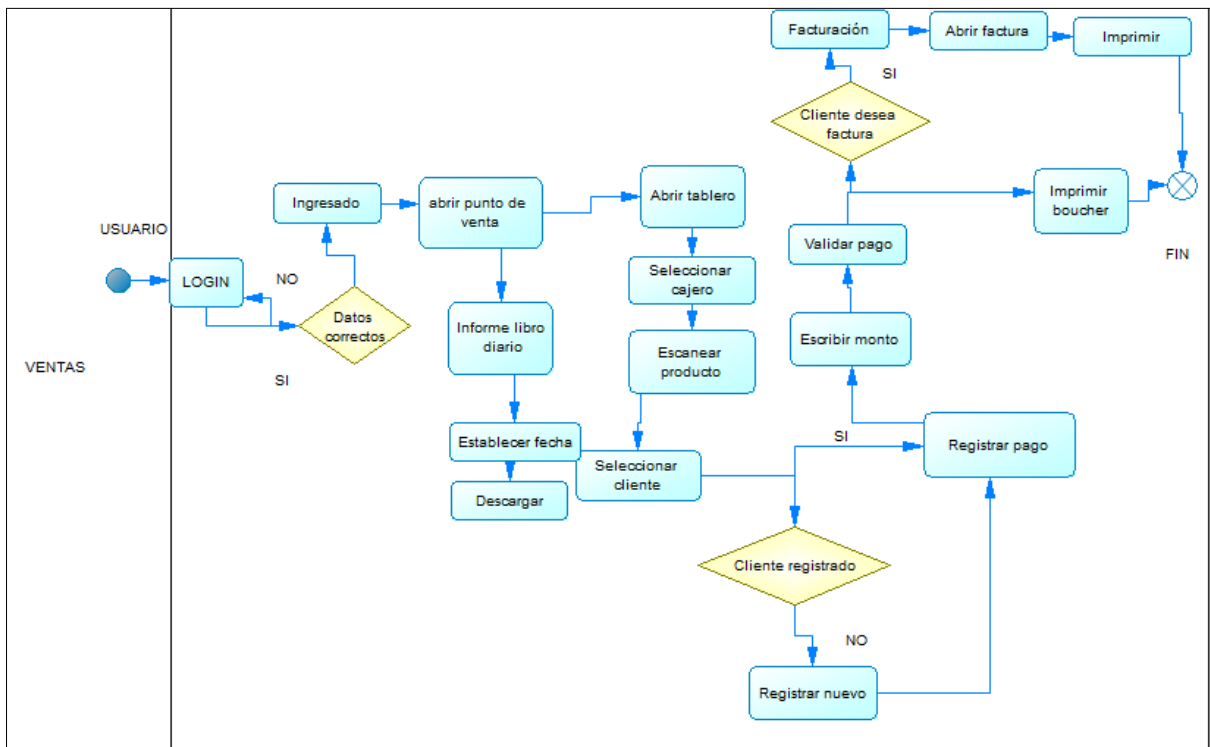 Facturación
Abrir factura
Imprimir
SI
Cliente desea
factura
Ingresado
abrir punto de
venta
Abrir tablero
Imprimir
boucher
USUARIO
Validar pago
FIN
LOGIN
NO
Seleccionar
cajero
Datos
correctos
Informe libro
diario
Escribir monto
Escanear
producto
VENTAS
SI
Establecer fecha
SI
Registrar pago
Seleccionar
cliente
Descargar
Cliente registrado
NO
Registrar nuevo